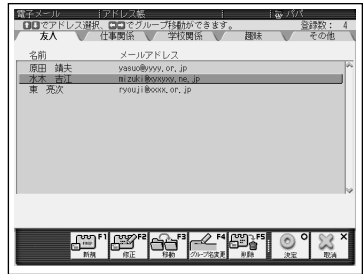 電子メール アドレス帳 パパ
でアドレス選択、でグループ移動ができます。 登録数： 4
友人 仕事関係 学校関係 趣味 その他
名前 メールアドレス
原田 靖夫 yasuo@yyyy.or.jp
水木 吉江 mizuki@xyxyxy.ne.jp
東 亮次 ryouji@xxxx.or.jp
F1 F2 F3 F4 F5
新規 修正 移動 グループ名変更 削除 決定 取消